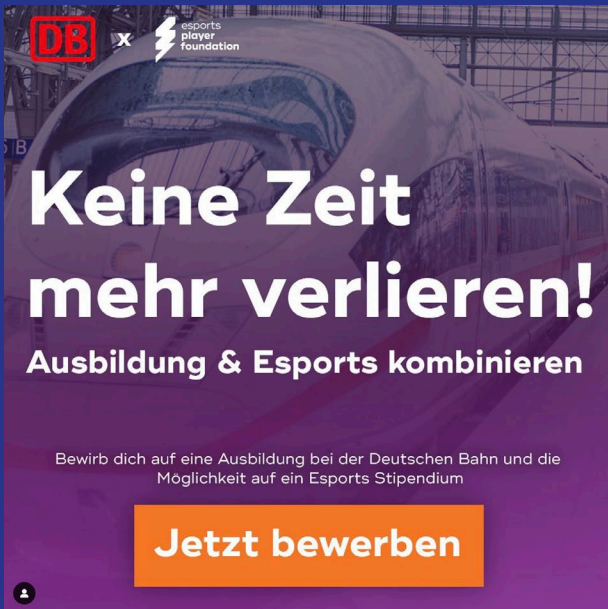 DB x esports
player
foundation
B
Keine Zeit
mehr verlieren!
Ausbildung & Esports kombinieren
Bewirb dich auf eine Ausbildung bei der Deutschen Bahn und die
Möglichkeit auf ein Esports Stipendium
Jetzt bewerben